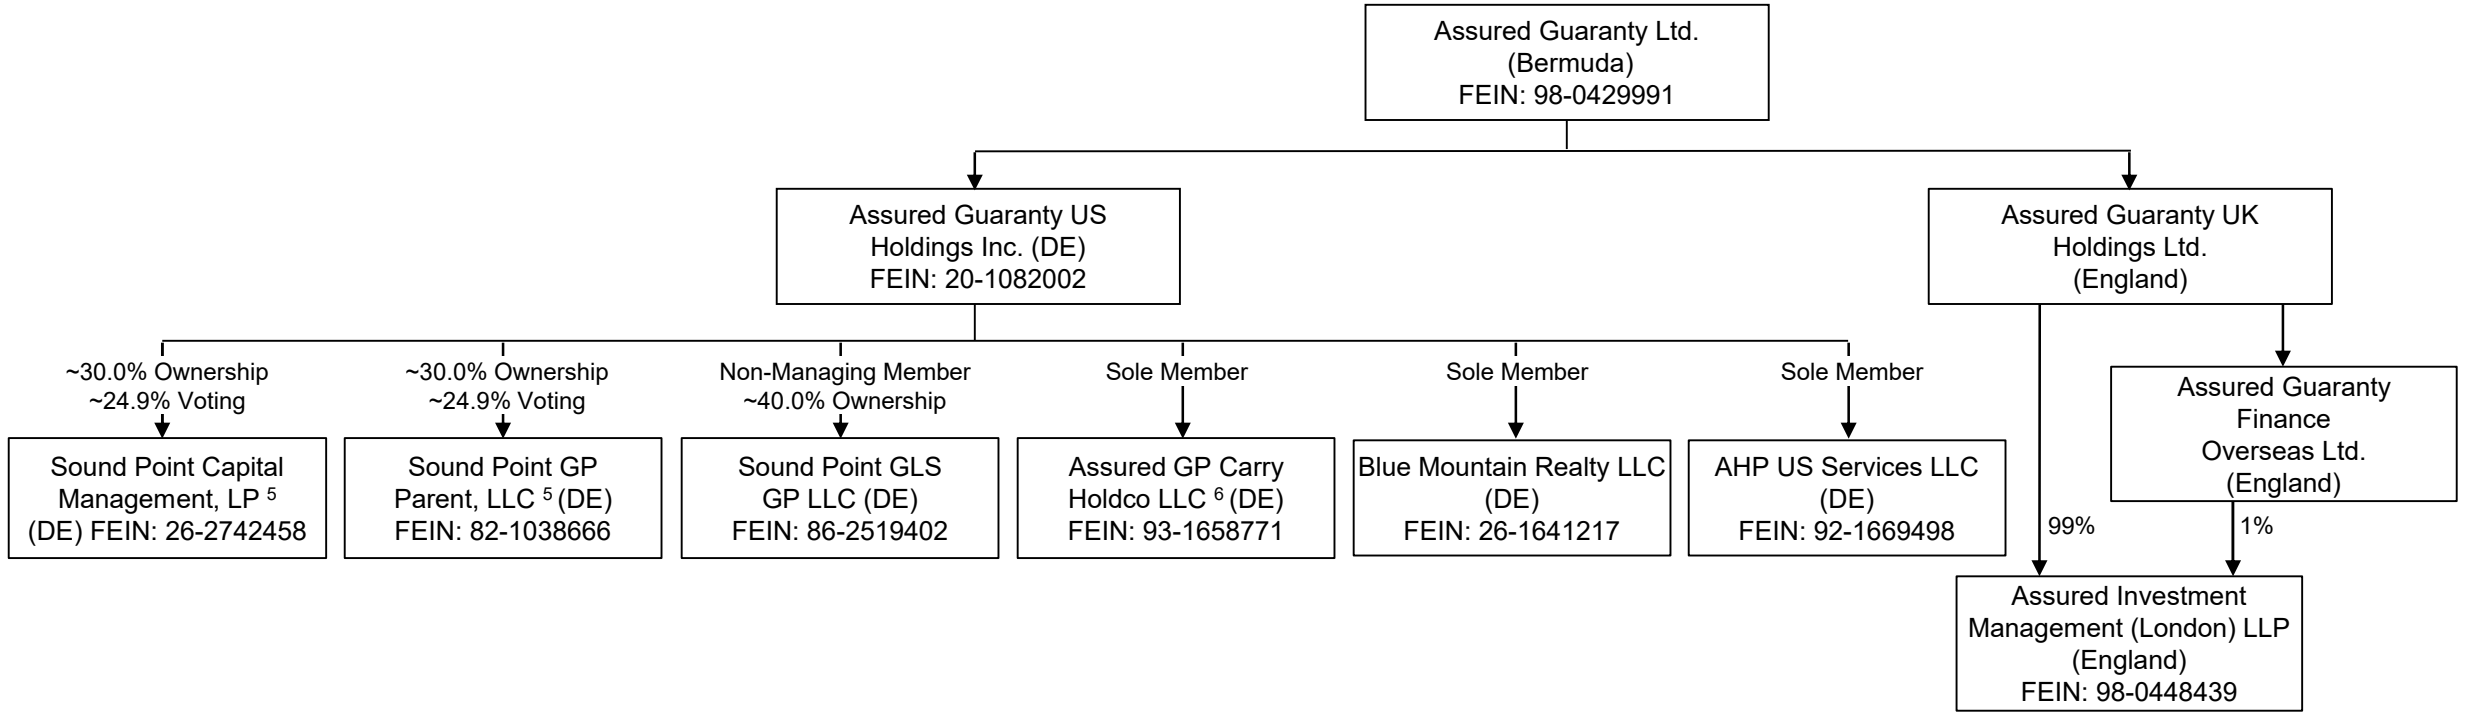 Assured Guaranty Ltd.
(Bermuda)
FEIN: 98-0429991
Assured Guaranty US
Holdings Inc. (DE)
FEIN: 20-1082002
Assured Guaranty UK
Holdings Ltd.
(England)
~30.0% Ownership
~24.9% Voting
~30.0% Ownership
~24.9% Voting
Non-Managing Member
~40.0% Ownership
Sole Member
Sole Member
Sole Member
Sound Point Capital
Management, LP 5
(DE) FEIN: 26-2742458
Sound Point GP
Parent, LLC 5 (DE)
FEIN: 82-1038666
Sound Point GLS
GP LLC (DE)
FEIN: 86-2519402
Assured GP Carry
Holdco LLC 6 (DE)
FEIN: 93-1658771
Blue Mountain Realty LLC
(DE)
FEIN: 26-1641217
AHP US Services LLC
(DE)
FEIN: 92-1669498
Assured Guaranty
Finance
Overseas Ltd.
(England)
99%
1%
Assured Investment
Management (London) LLP
(England)
FEIN: 98-0448439